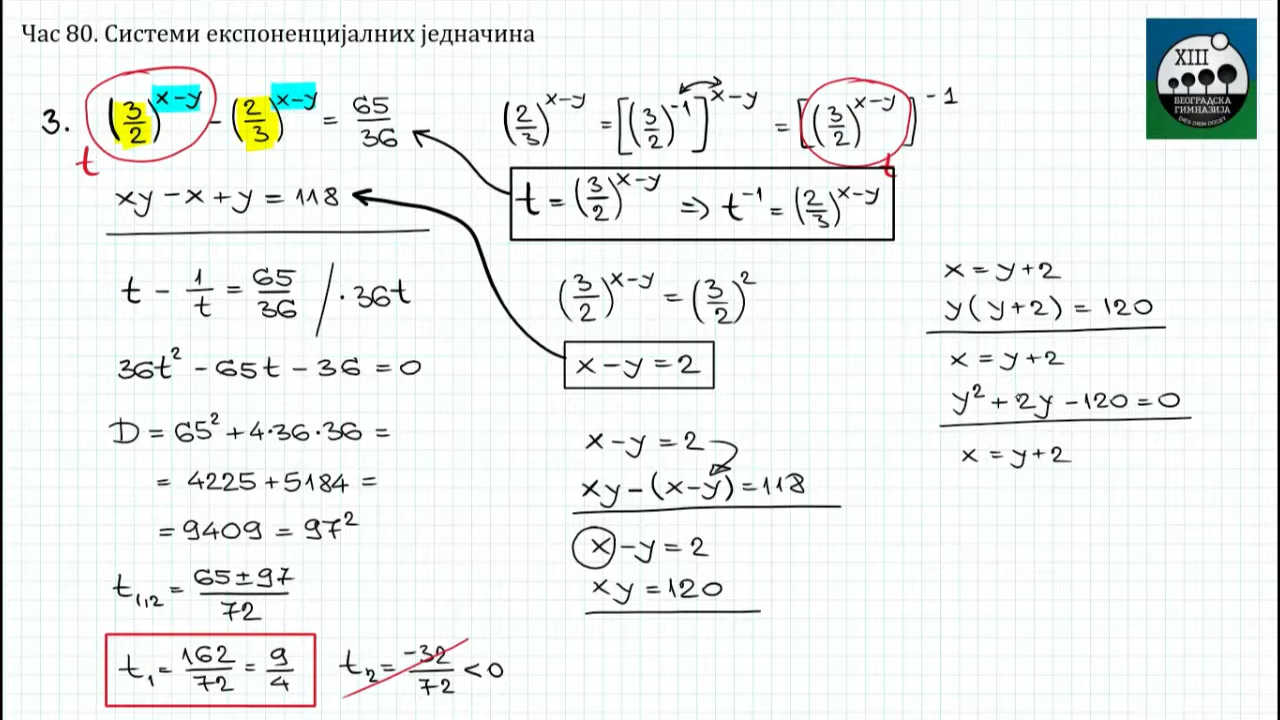 Час 80. Системи експоненцијалних једначина
XIII
БЕОГРАДСКА
ГИМНАЗИЈА
DIES DIEM DOCET
3. (3/2)^(x-y) - (2/3)^(x-y) = 65/36
t
xy - x + y = 118
t - 1/t = 65/36 / · 36t
36t² - 65t - 36 = 0
D = 65² + 4·36·36 =
= 4225 + 5184 =
= 9409 = 97²
t₁,₂ = (65 ± 97)/72
t₁ = 162/72 = 9/4
t₂ = -32/72 < 0
(2/3)^(x-y) = [(3/2)^(-1)]^(x-y) = [(3/2)^(x-y)]^(-1)
t
t = (3/2)^(x-y) ⇒ t^(-1) = (2/3)^(x-y)
(3/2)^(x-y) = (3/2)²
x - y = 2
x - y = 2
xy - (x-y) = 118
x - y = 2
xy = 120
x = y+2
y(y+2) = 120
x = y+2
y² + 2y - 120 = 0
x = y+2